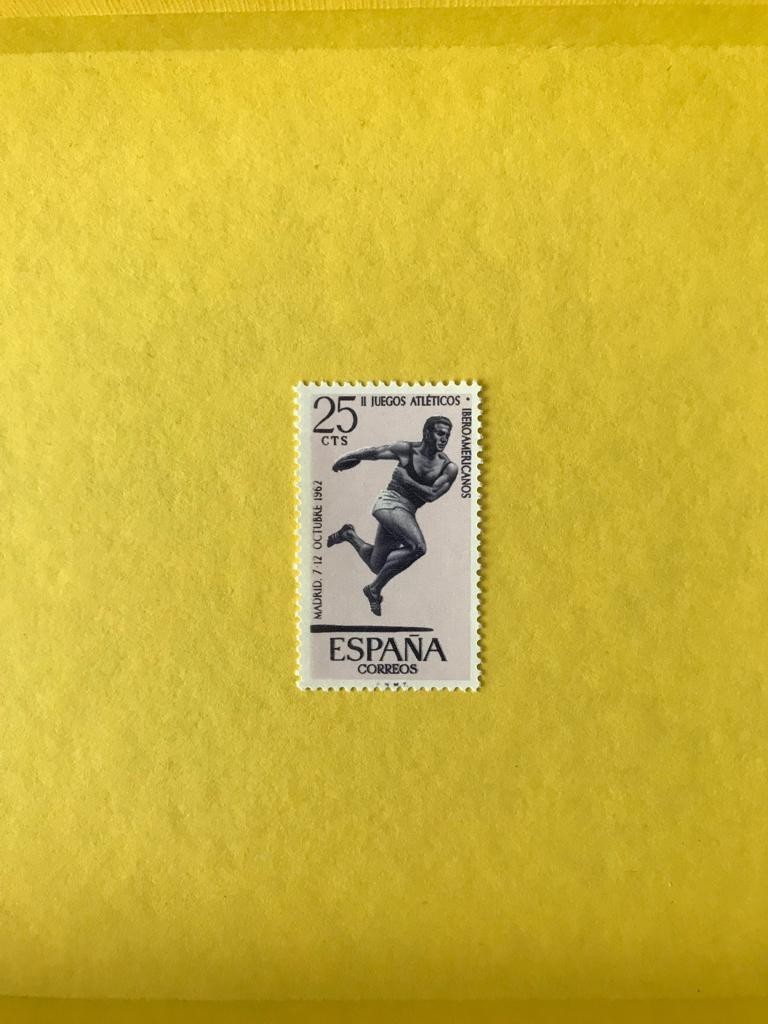 25
CTS
II JUEGOS ATLÉTICOS ·
IBEROAMERICANOS
MADRID, 7-12 OCTUBRE 1962
ESPAÑA
CORREOS